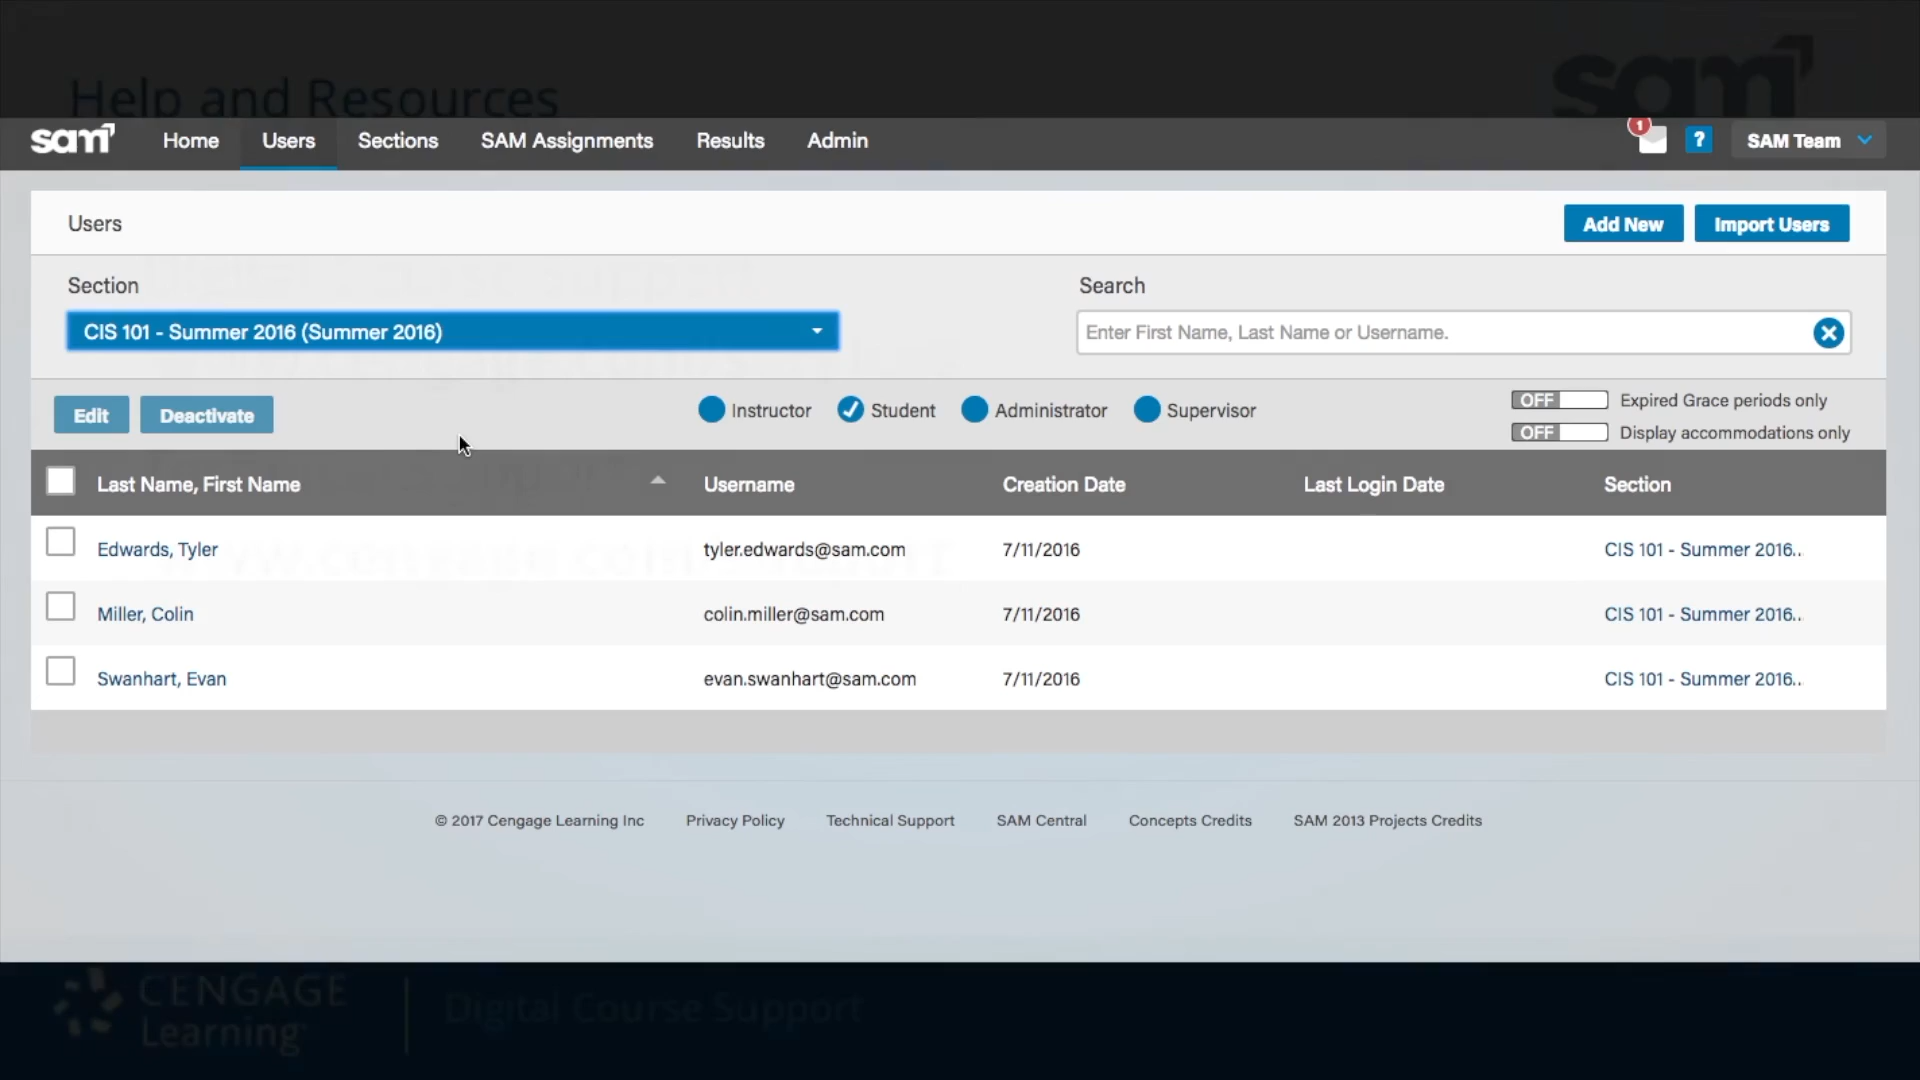 Help and Resources
sam
sam Home Users Sections SAM Assignments Results Admin 1 ? SAM Team
Users Add New Import Users
Section Search
CIS 101 - Summer 2016 (Summer 2016) Enter First Name, Last Name or Username.
Edit Deactivate Instructor Student Administrator Supervisor OFF Expired Grace periods only
OFF Display accommodations only
Last Name, First Name Username Creation Date Last Login Date Section
Edwards, Tyler tyler.edwards@sam.com 7/11/2016 CIS 101 - Summer 2016..
Miller, Colin colin.miller@sam.com 7/11/2016 CIS 101 - Summer 2016..
Swanhart, Evan evan.swanhart@sam.com 7/11/2016 CIS 101 - Summer 2016..
© 2017 Cengage Learning Inc Privacy Policy Technical Support SAM Central Concepts Credits SAM 2013 Projects Credits
CENGAGE
Learning
Digital Course Support